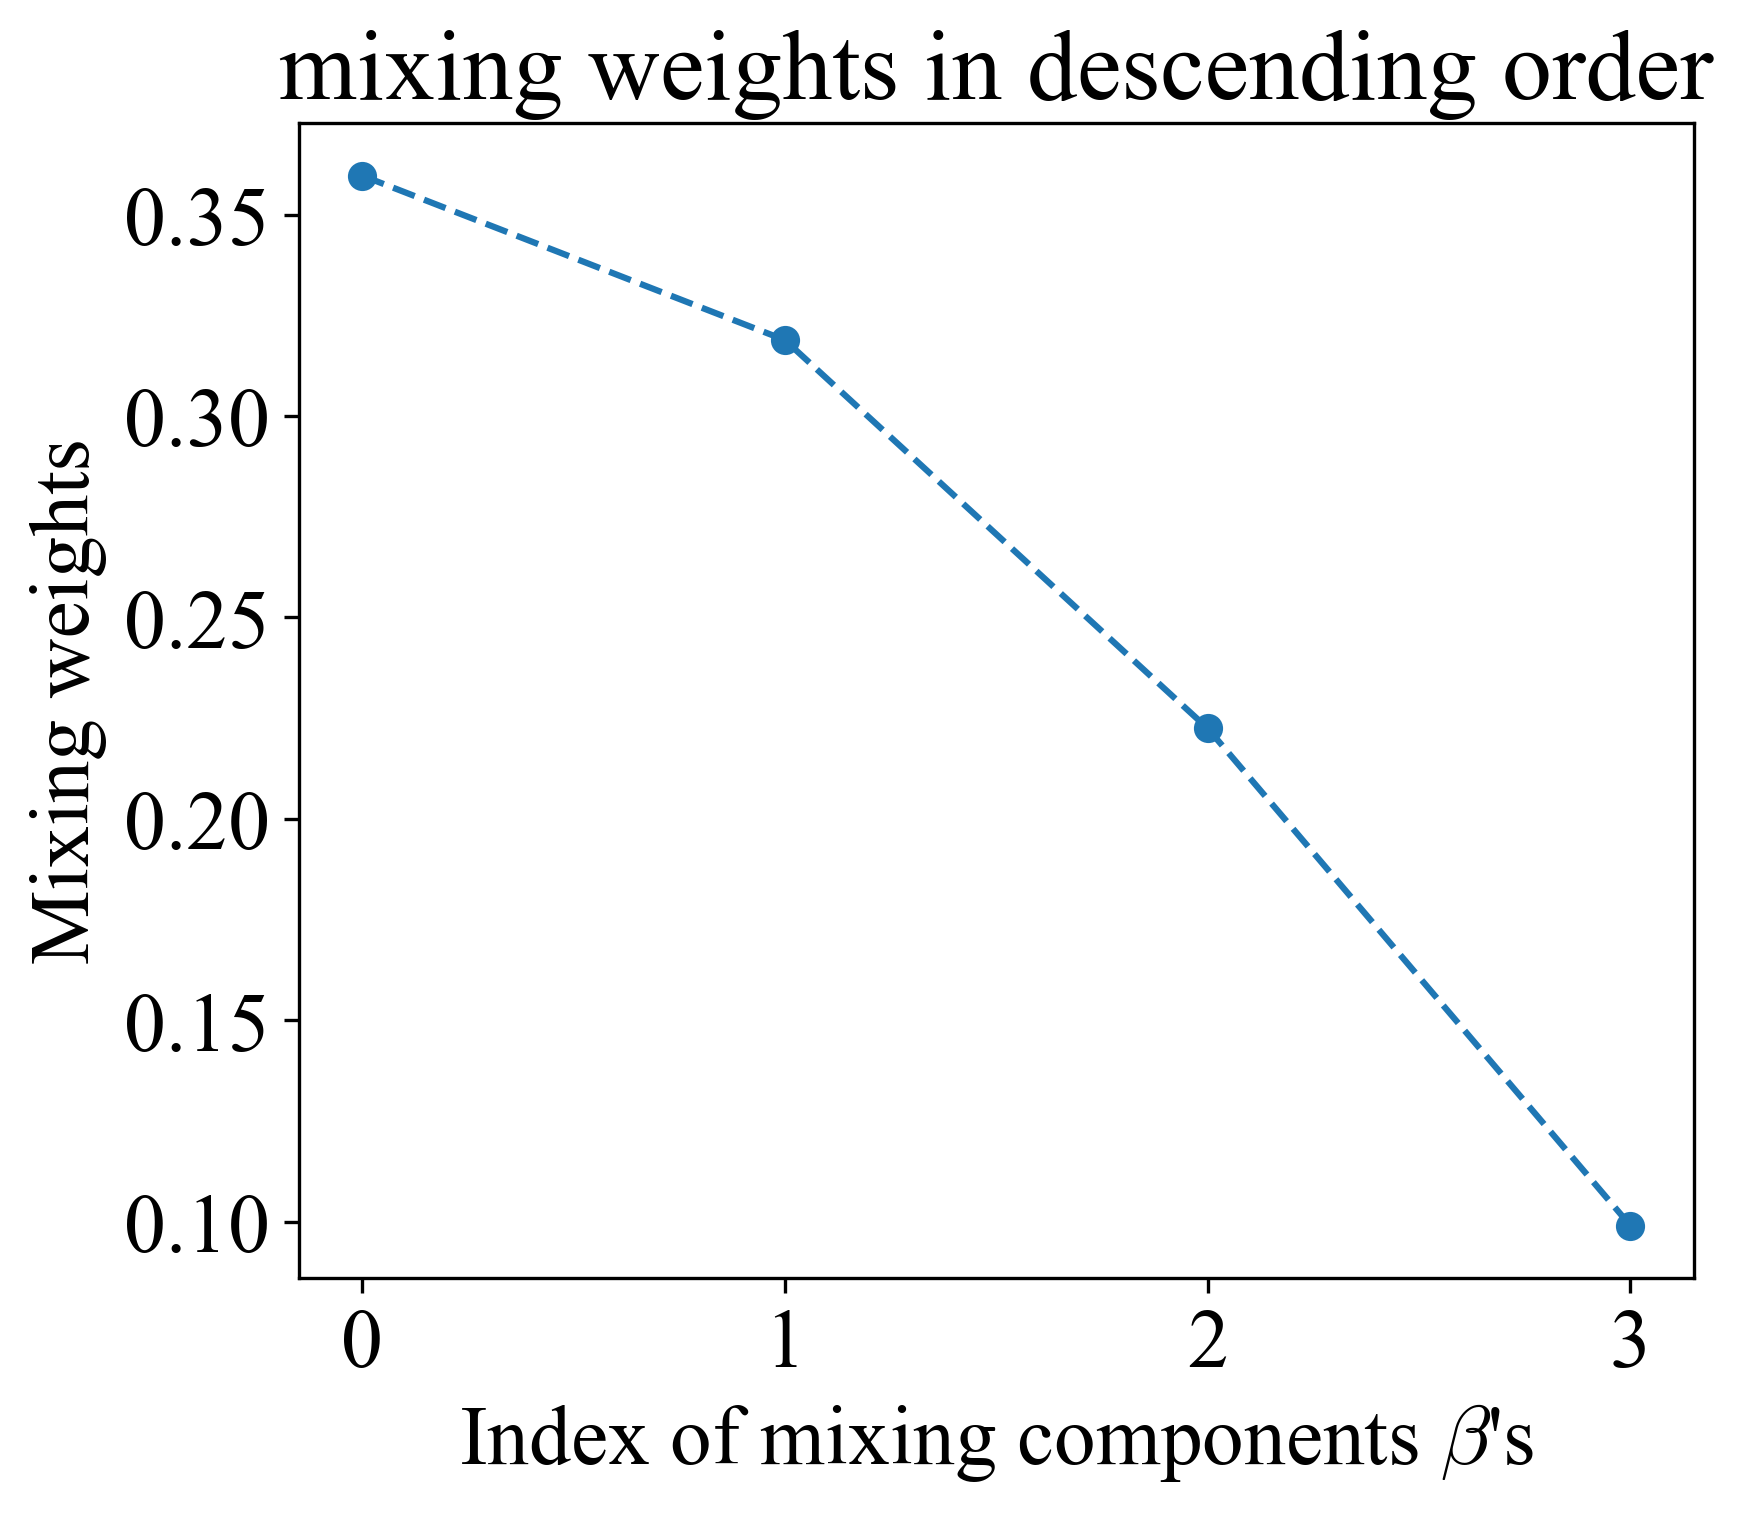 mixing weights in descending order
Mixing weights
0.35
0.30
0.25
0.20
0.15
0.10
0 1 2 3
Index of mixing components β's